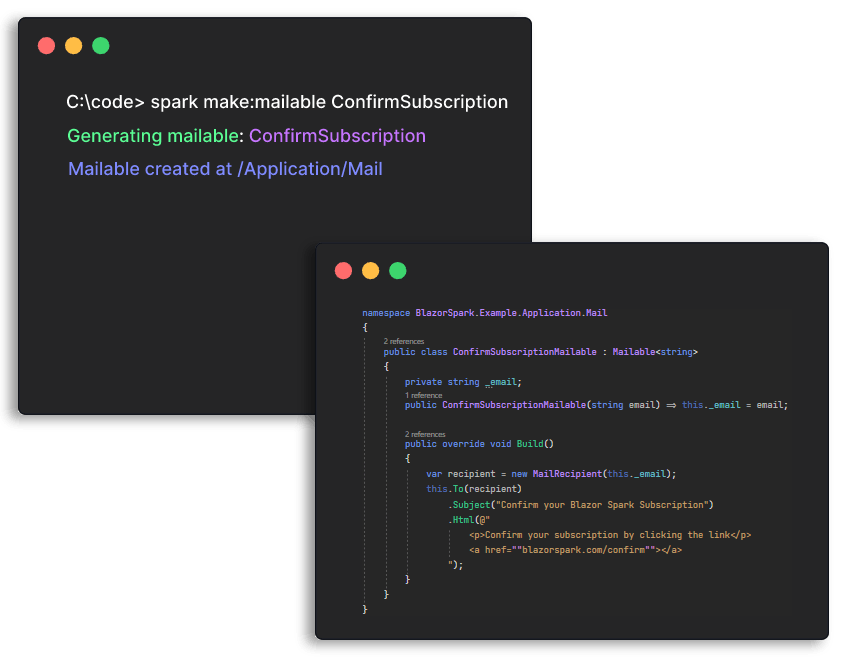 C:\code> spark make:mailable ConfirmSubscription
Generating mailable: ConfirmSubscription
Mailable created at /Application/Mail
namespace BlazorSpark.Example.Application.Mail
{
2 references
public class ConfirmSubscriptionMailable : Mailable<string>
{
private string _email;
1 reference
public ConfirmSubscriptionMailable(string email) => this._email = email;
2 references
public override void Build()
{
var recipient = new MailRecipient(this._email);
this.To(recipient)
.Subject("Confirm your Blazor Spark Subscription")
.Html(@"
<p>Confirm your subscription by clicking the link</p>
<a href=""blazorspark.com/confirm""></a>
");
}
}
}